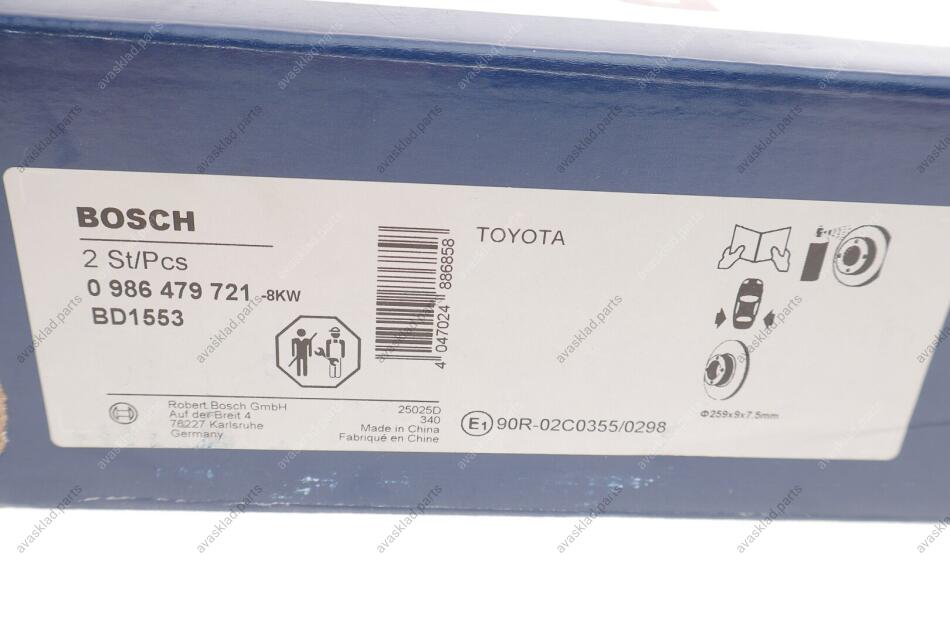 BOSCH
2 St/Pcs
0 986 479 721 -8KW
BD1553
4 047024 886858
TOYOTA
Robert Bosch GmbH
Auf der Breit 4
76227 Karlsruhe
Germany
25025D
340
Made in China
Fabriqué en Chine
E1 90R-02C0355/0298
Φ259x9x7.5mm
avasklad.parts